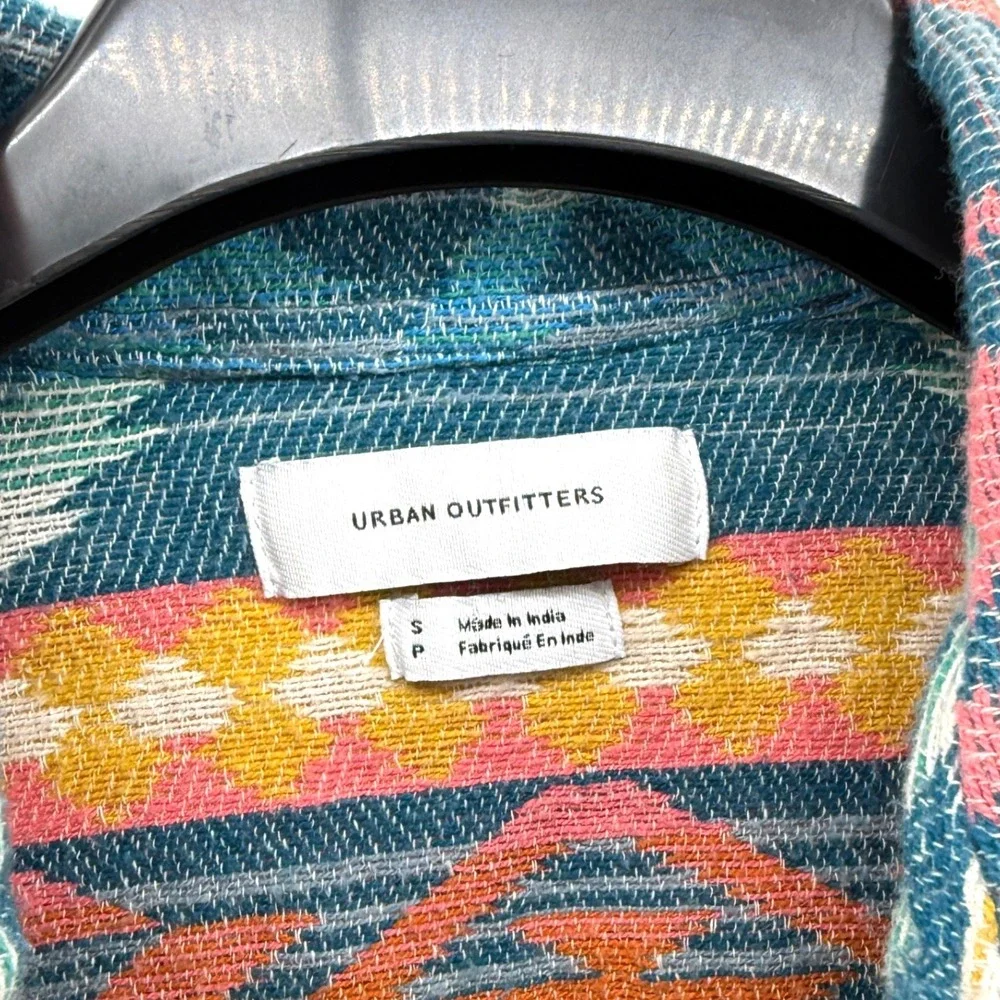 URBAN OUTFITTERS
S Made In India
P Fabriqué En Inde